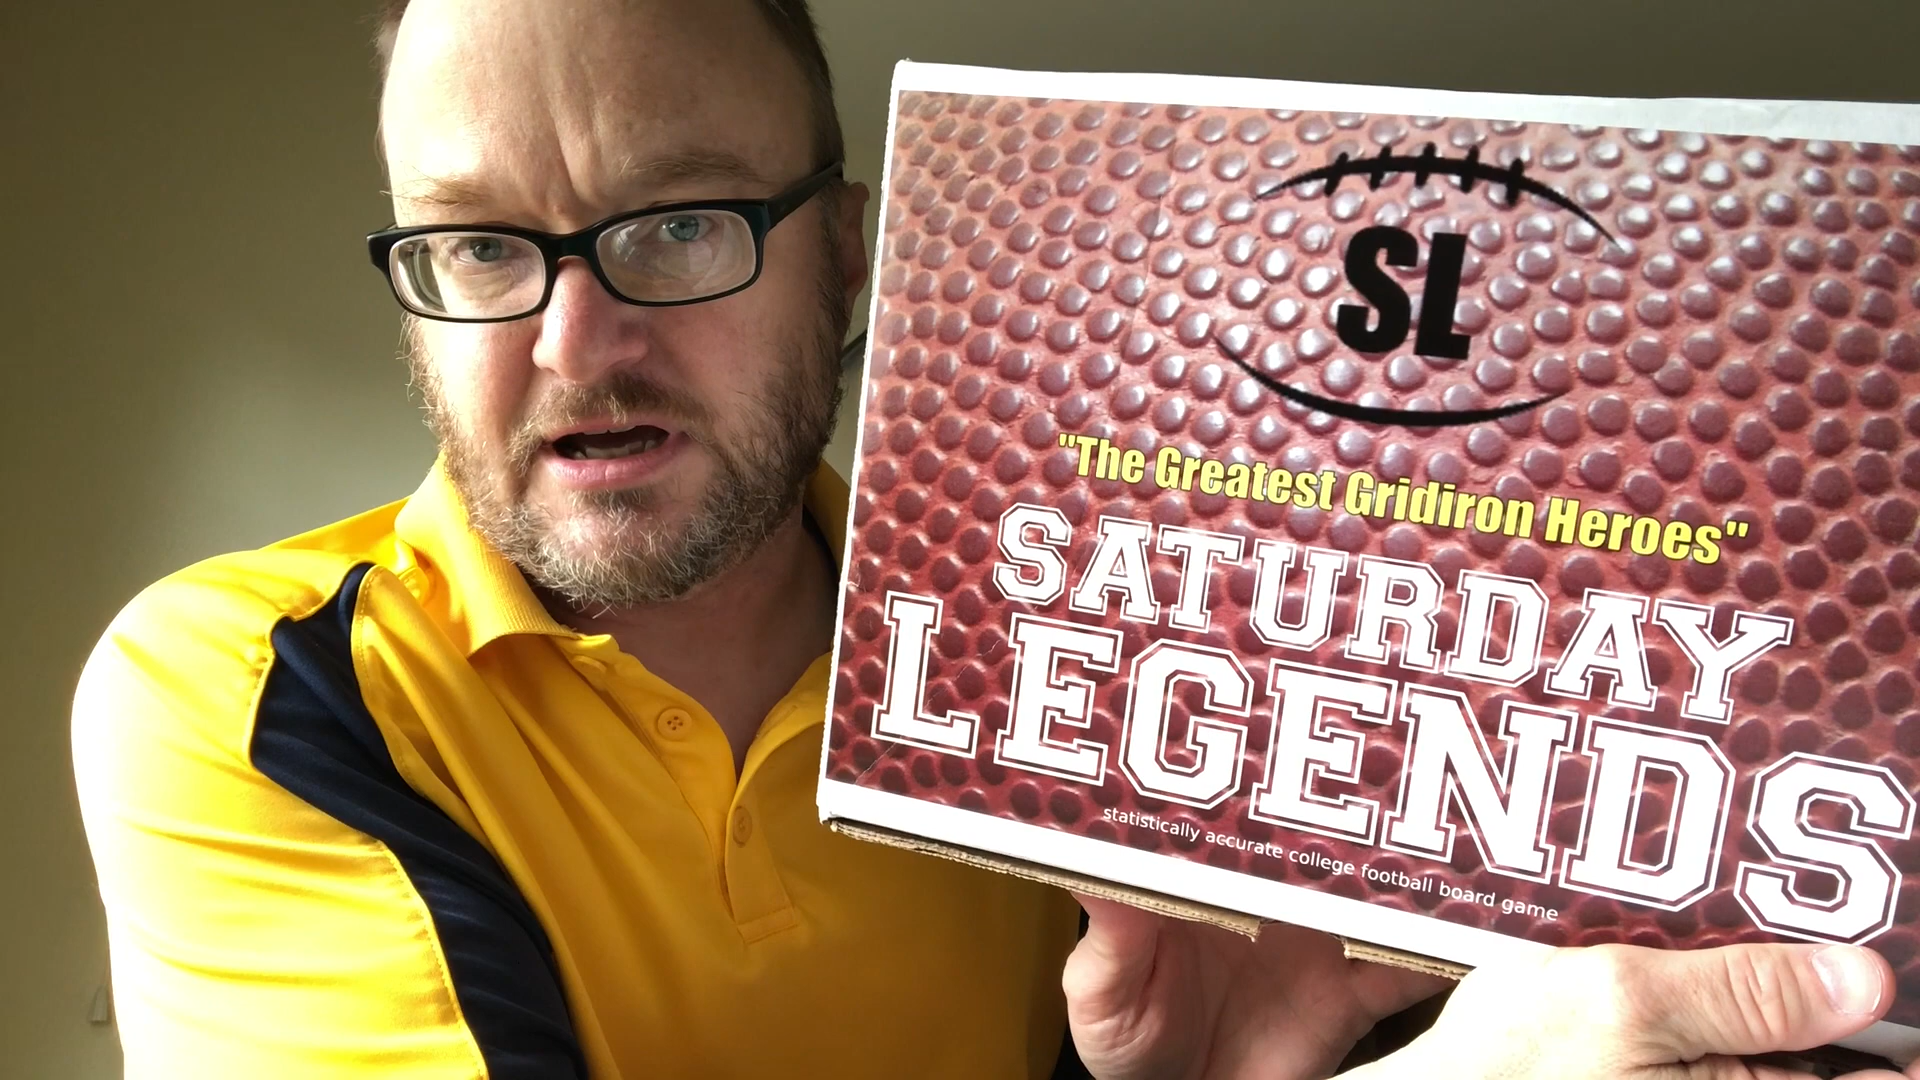 SL
"The Greatest Gridiron Heroes"
SATURDAY
LEGENDS
statistically accurate college football board game